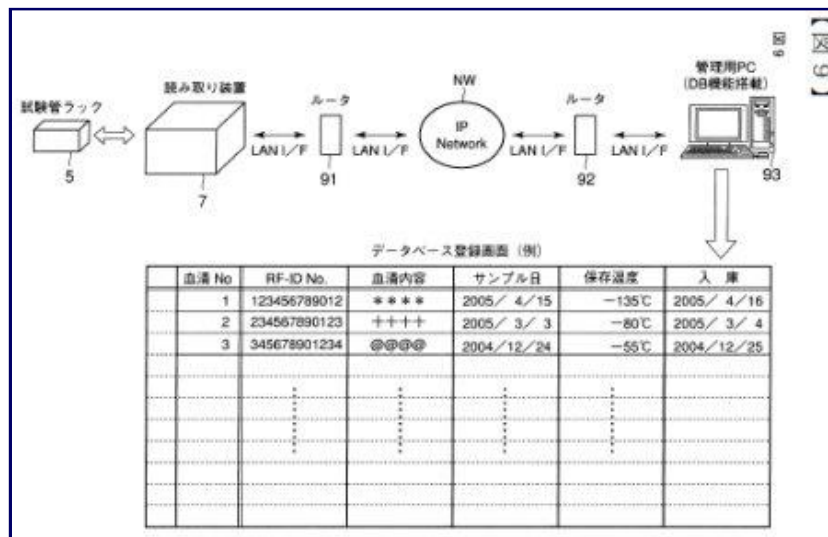 【図9】
図9
試験管ラック
5
読み取り装置
7
LAN I/F
ルータ
91
LAN I/F
NW
IP
Network
LAN I/F
ルータ
92
LAN I/F
管理用PC
(DB機能搭載)
93
データベース登録画面（例）
血清 No RF-ID No. 血清内容 サンプル日 保存温度 入 庫
1 123456789012 ＊＊＊＊ 2005/ 4/15 −135℃ 2005/ 4/16
2 234567890123 ＋＋＋＋ 2005/ 3/ 3 −80℃ 2005/ 3/ 4
3 345678901234 @@@@ 2004/12/24 −55℃ 2004/12/25